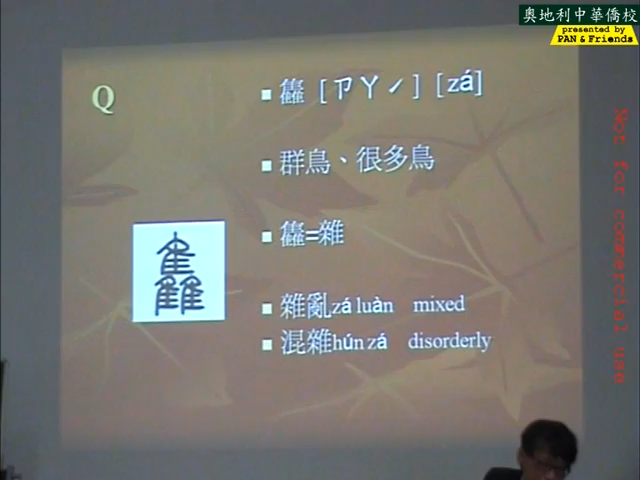 奧地利中華僑校
presented by
PAN & Friends
Q
雥 [ㄗㄚˊ] [zá]
群鳥、很多鳥
雥=雜
雥
雜亂zá luàn mixed
混雜hún zá disorderly
Not for commercial use